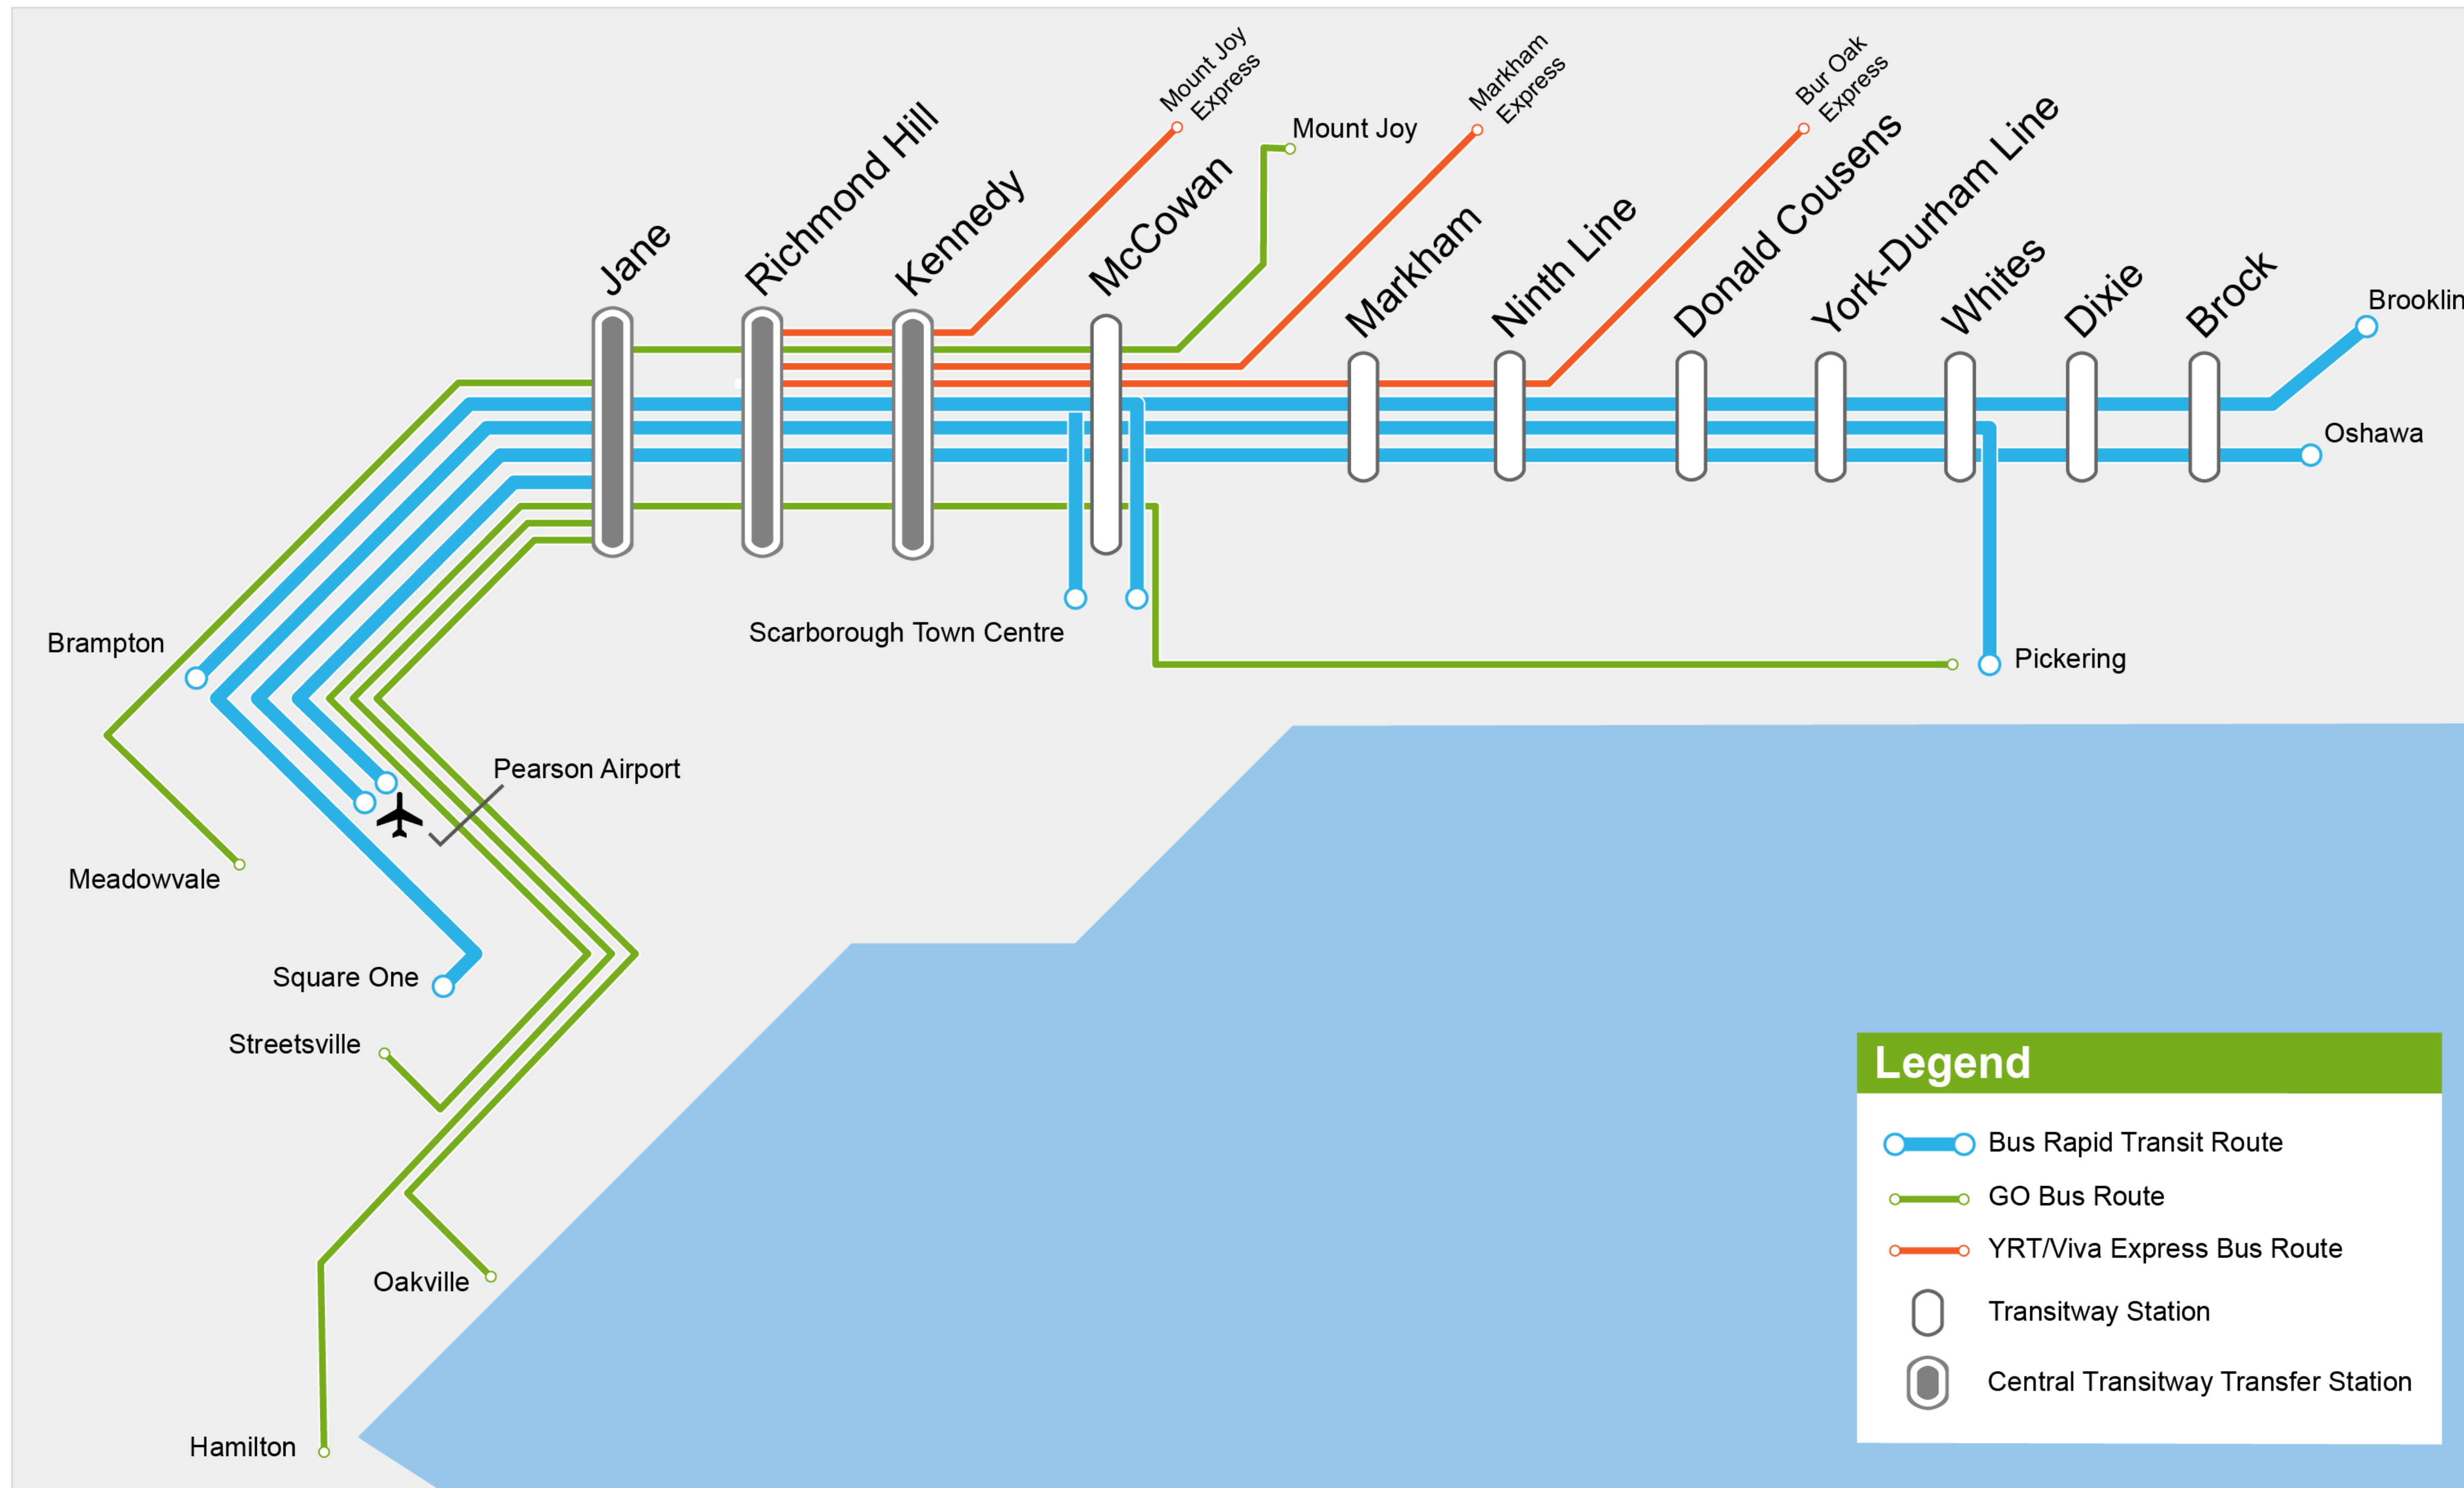 Mount Joy
Express
Markham
Express
Bur Oak
Express
Mount Joy
Jane
Richmond Hill
Kennedy
McCowan
Markham
Ninth Line
Donald Cousens
York-Durham Line
Whites
Dixie
Brock
Brooklin
Oshawa
Brampton
Scarborough Town Centre
Pickering
Pearson Airport
Meadowvale
Square One
Streetsville
Oakville
Hamilton
Legend
Bus Rapid Transit Route
GO Bus Route
YRT/Viva Express Bus Route
Transitway Station
Central Transitway Transfer Station